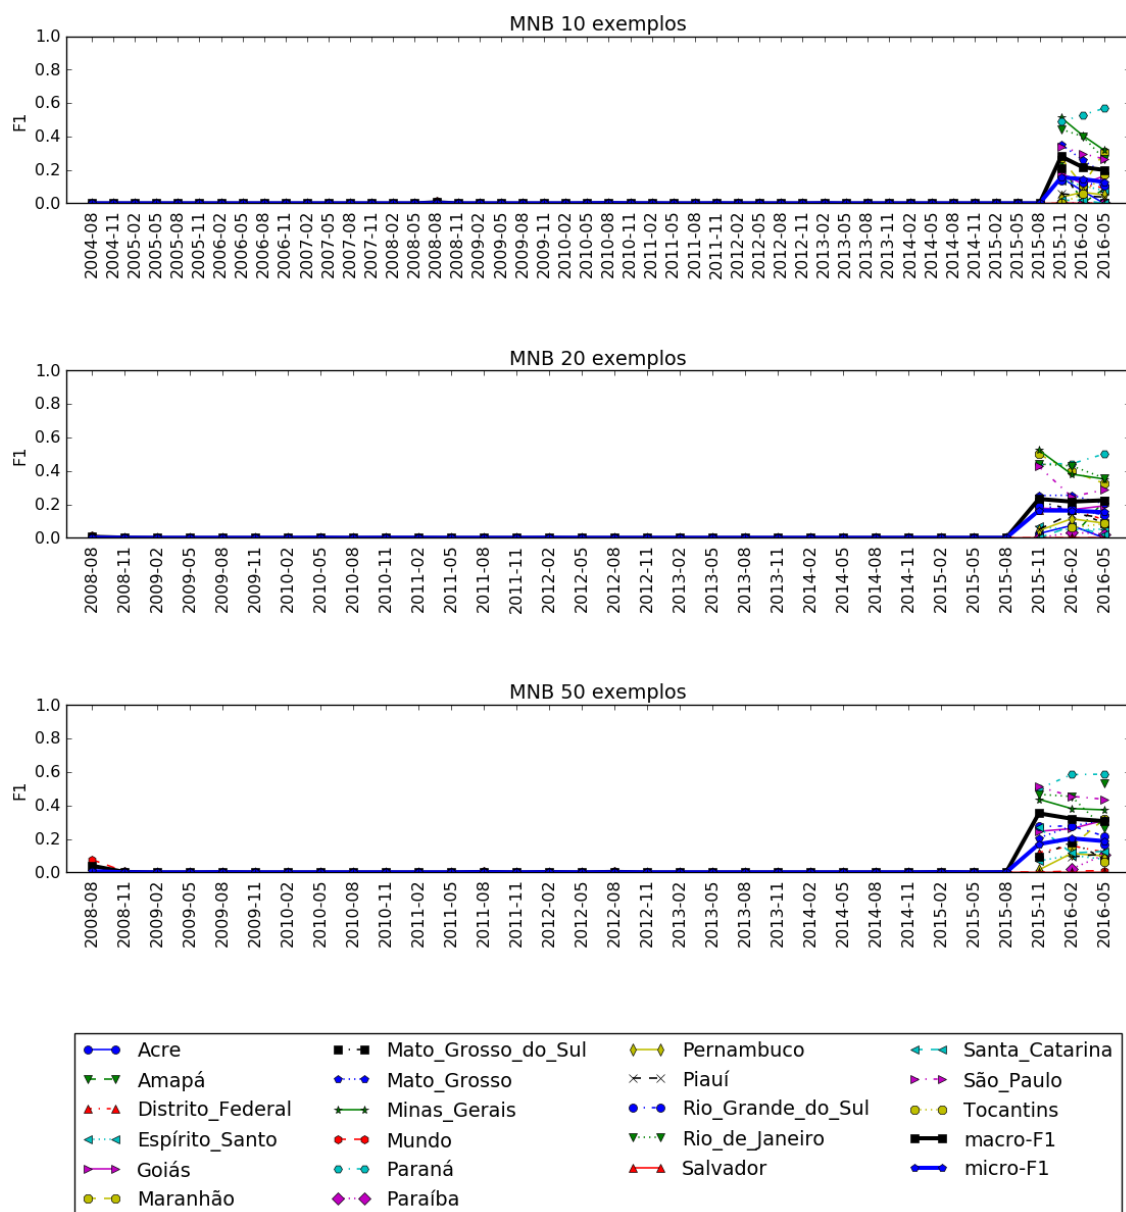 MNB 10 exemplos
1.0
0.8
0.6
0.4
0.2
0.0
F1
2004-08 2004-11 2005-02 2005-05 2005-08 2005-11 2006-02 2006-05 2006-08 2006-11 2007-02 2007-05 2007-08 2007-11 2008-02 2008-05 2008-08 2008-11 2009-02 2009-05 2009-08 2009-11 2010-02 2010-05 2010-08 2010-11 2011-02 2011-05 2011-08 2011-11 2012-02 2012-05 2012-08 2012-11 2013-02 2013-05 2013-08 2013-11 2014-02 2014-05 2014-08 2014-11 2015-02 2015-05 2015-08 2015-11 2016-02 2016-05
MNB 20 exemplos
1.0
0.8
0.6
0.4
0.2
0.0
F1
2008-08 2008-11 2009-02 2009-05 2009-08 2009-11 2010-02 2010-05 2010-08 2010-11 2011-02 2011-05 2011-08 2011-11 2012-02 2012-05 2012-08 2012-11 2013-02 2013-05 2013-08 2013-11 2014-02 2014-05 2014-08 2014-11 2015-02 2015-05 2015-08 2015-11 2016-02 2016-05
MNB 50 exemplos
1.0
0.8
0.6
0.4
0.2
0.0
F1
2008-08 2008-11 2009-02 2009-05 2009-08 2009-11 2010-02 2010-05 2010-08 2010-11 2011-02 2011-05 2011-08 2011-11 2012-02 2012-05 2012-08 2012-11 2013-02 2013-05 2013-08 2013-11 2014-02 2014-05 2014-08 2014-11 2015-02 2015-05 2015-08 2015-11 2016-02 2016-05
Acre
Amapá
Distrito_Federal
Espírito_Santo
Goiás
Maranhão
Mato_Grosso_do_Sul
Mato_Grosso
Minas_Gerais
Mundo
Paraná
Paraíba
Pernambuco
Piauí
Rio_Grande_do_Sul
Rio_de_Janeiro
Salvador
Santa_Catarina
São_Paulo
Tocantins
macro-F1
micro-F1